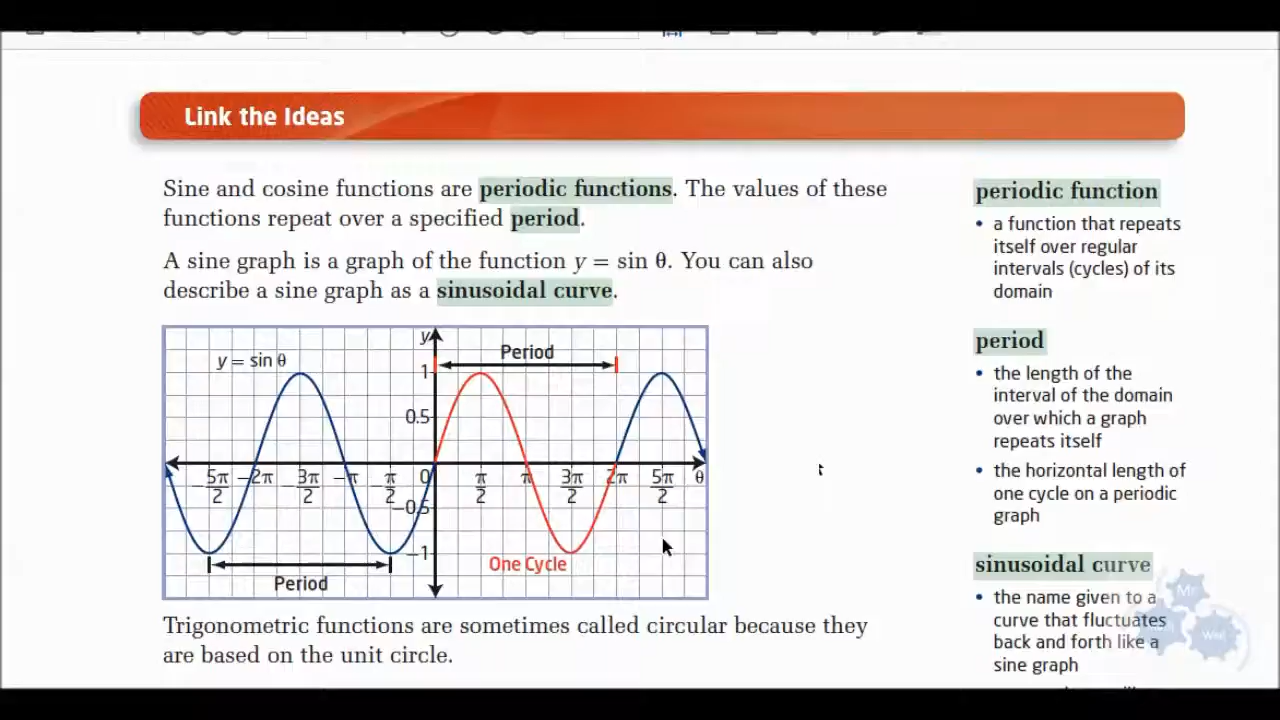 Link the Ideas
Sine and cosine functions are periodic functions. The values of these
functions repeat over a specified period.
A sine graph is a graph of the function y = sin θ. You can also
describe a sine graph as a sinusoidal curve.
y = sin θ
y
Period
1
0.5
-5π/2 -2π -3π/2 -π -π/2 0 π/2 π 3π/2 2π 5π/2 θ
-0.5
-1
One Cycle
Period
Trigonometric functions are sometimes called circular because they
are based on the unit circle.
periodic function
• a function that repeats
itself over regular
intervals (cycles) of its
domain
period
• the length of the
interval of the domain
over which a graph
repeats itself
• the horizontal length of
one cycle on a periodic
graph
sinusoidal curve
• the name given to a
curve that fluctuates
back and forth like a
sine graph
Mr